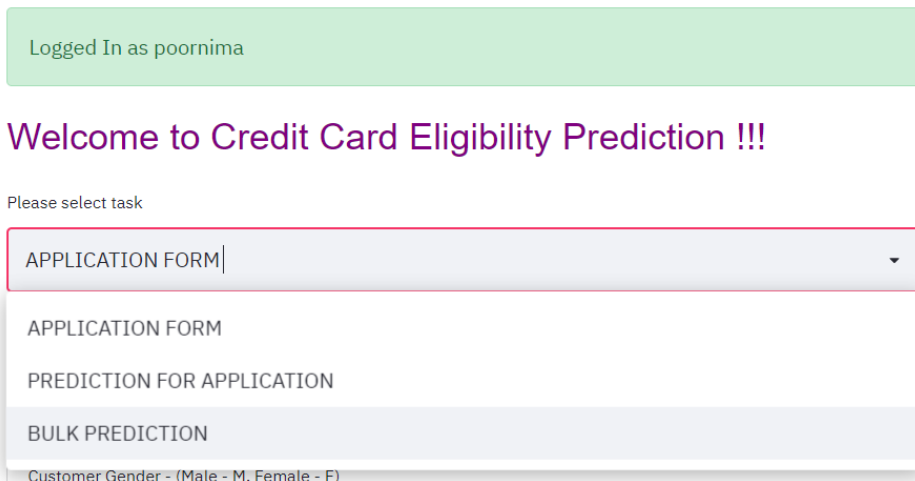 Logged In as poornima
Welcome to Credit Card Eligibility Prediction !!!
Please select task
APPLICATION FORM
APPLICATION FORM
PREDICTION FOR APPLICATION
BULK PREDICTION
Customer Gender - (Male - M, Female - F)